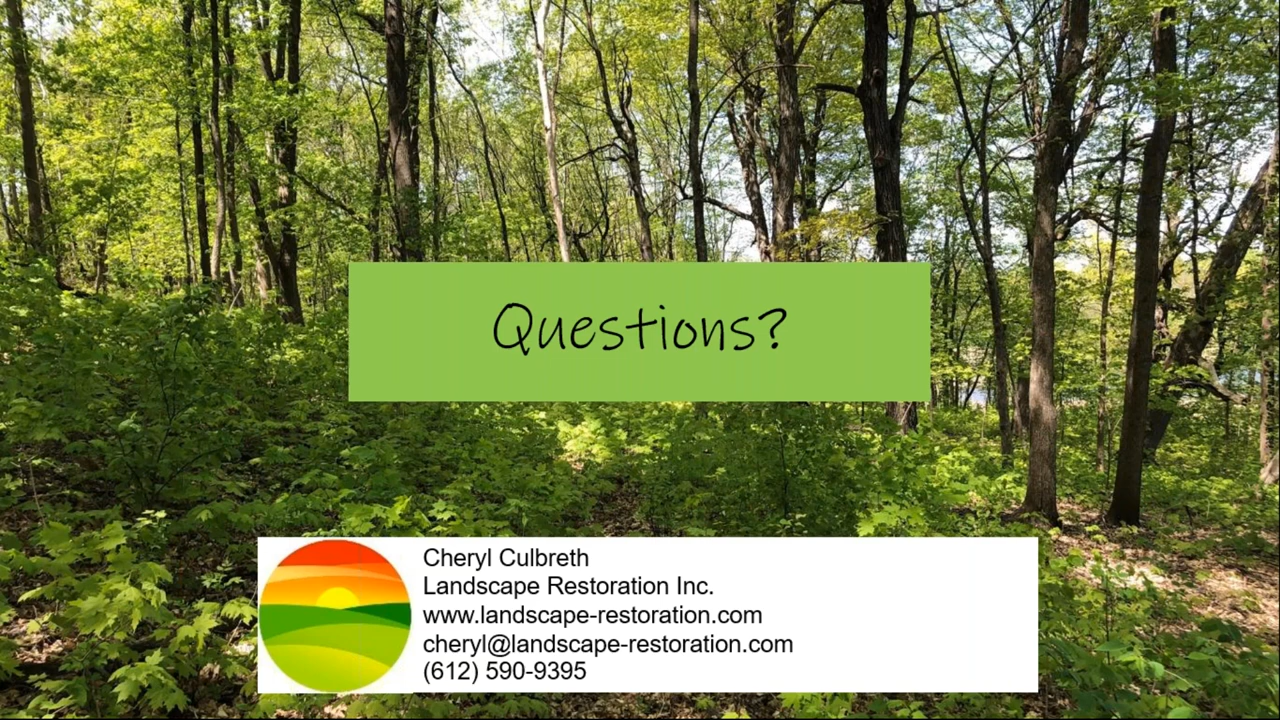 Questions?
Cheryl Culbreth
Landscape Restoration Inc.
www.landscape-restoration.com
cheryl@landscape-restoration.com
(612) 590-9395